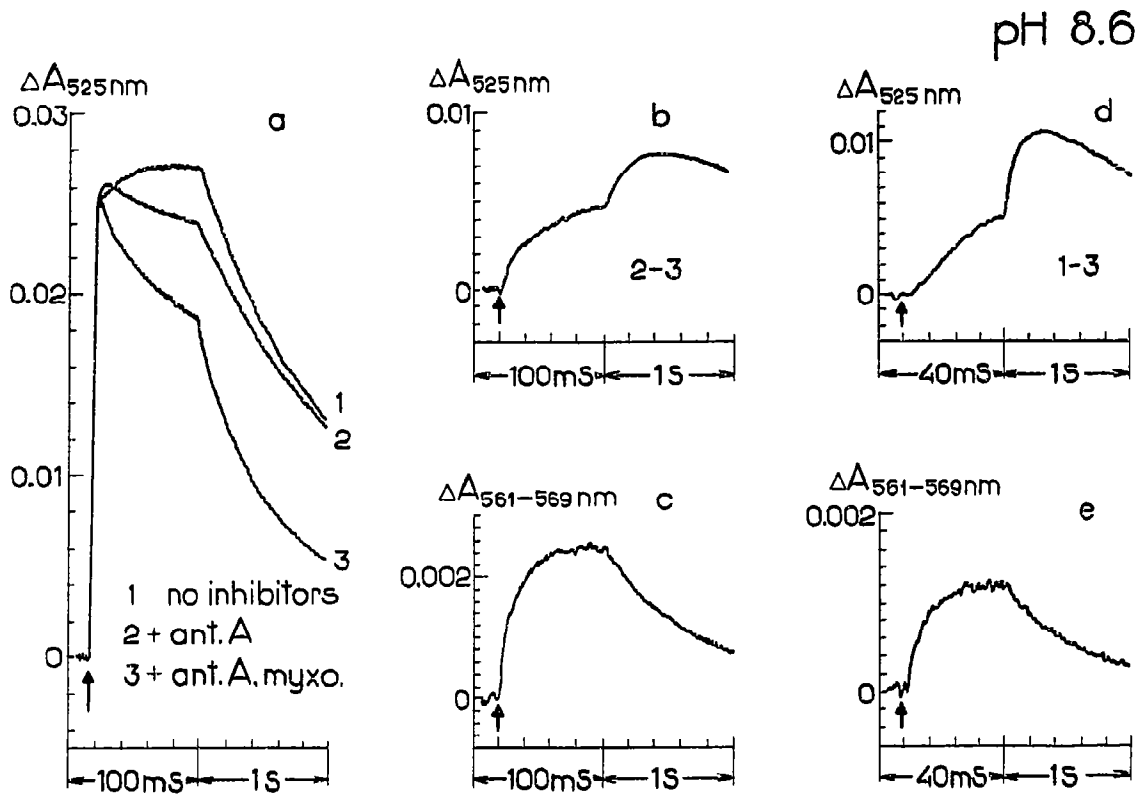 pH 8.6
ΔA525nm
a
0.03
0.02
0.01
0
1
2
3
1 no inhibitors
2 + ant. A
3 + ant. A, myxo.
100ms
1s
ΔA525nm
b
0.01
0
2-3
100ms
1s
ΔA561-569nm
c
0.002
0
100ms
1s
ΔA525nm
d
0.01
0
1-3
40ms
1s
ΔA561-569nm
e
0.002
0
40ms
1s